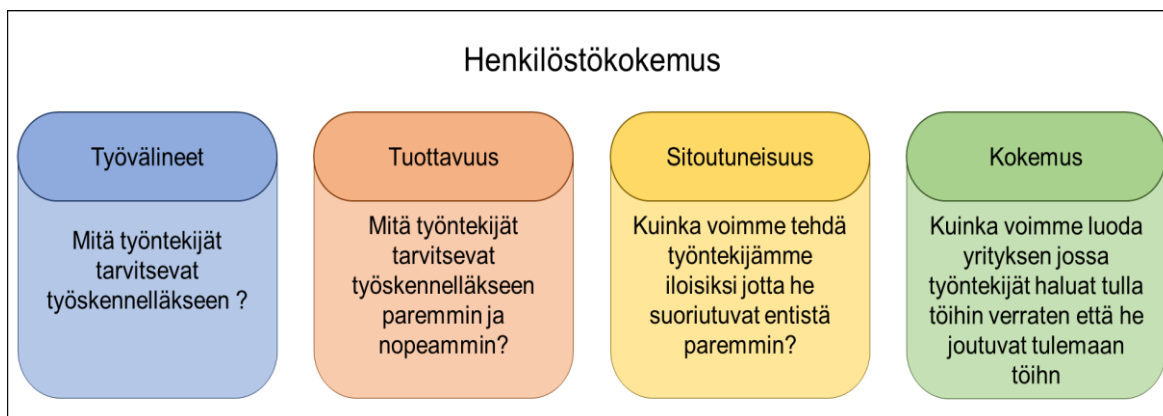 Henkilöstökokemus
Työvälineet
Mitä työntekijät
tarvitsevat
työskennelläkseen ?
Tuottavuus
Mitä työntekijät
tarvitsevat
työskennelläkseen
paremmin ja
nopeammin?
Sitoutuneisuus
Kuinka voimme tehdä
työntekijämme
iloisiksi jotta he
suoriutuvat entistä
paremmin?
Kokemus
Kuinka voimme luoda
yrityksen jossa
työntekijät haluat tulla
töihin verraten että he
joutuvat tulemaan
töihn